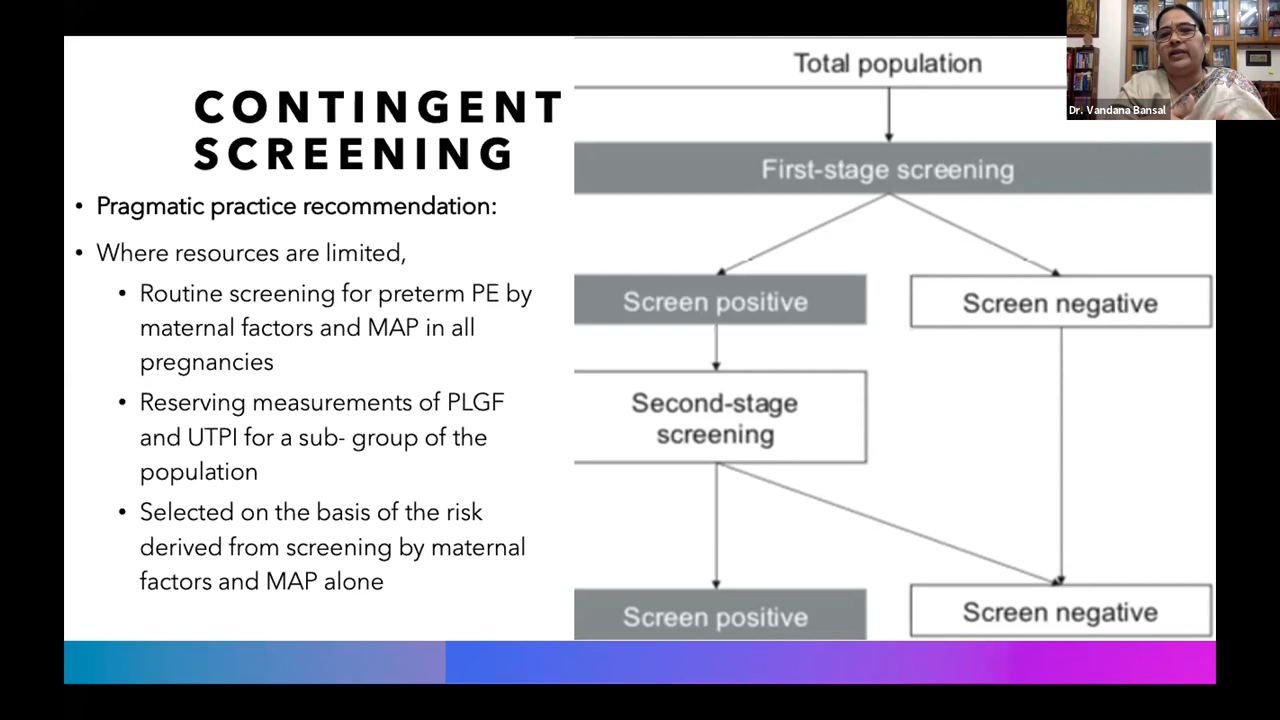 CONTINGENT
SCREENING
• Pragmatic practice recommendation:
• Where resources are limited,
• Routine screening for preterm PE by
maternal factors and MAP in all
pregnancies
• Reserving measurements of PLGF
and UTPI for a sub- group of the
population
• Selected on the basis of the risk
derived from screening by maternal
factors and MAP alone
Total population
First-stage screening
Screen positive
Screen negative
Second-stage
screening
Screen positive
Screen negative
Dr. Vandana Bansal